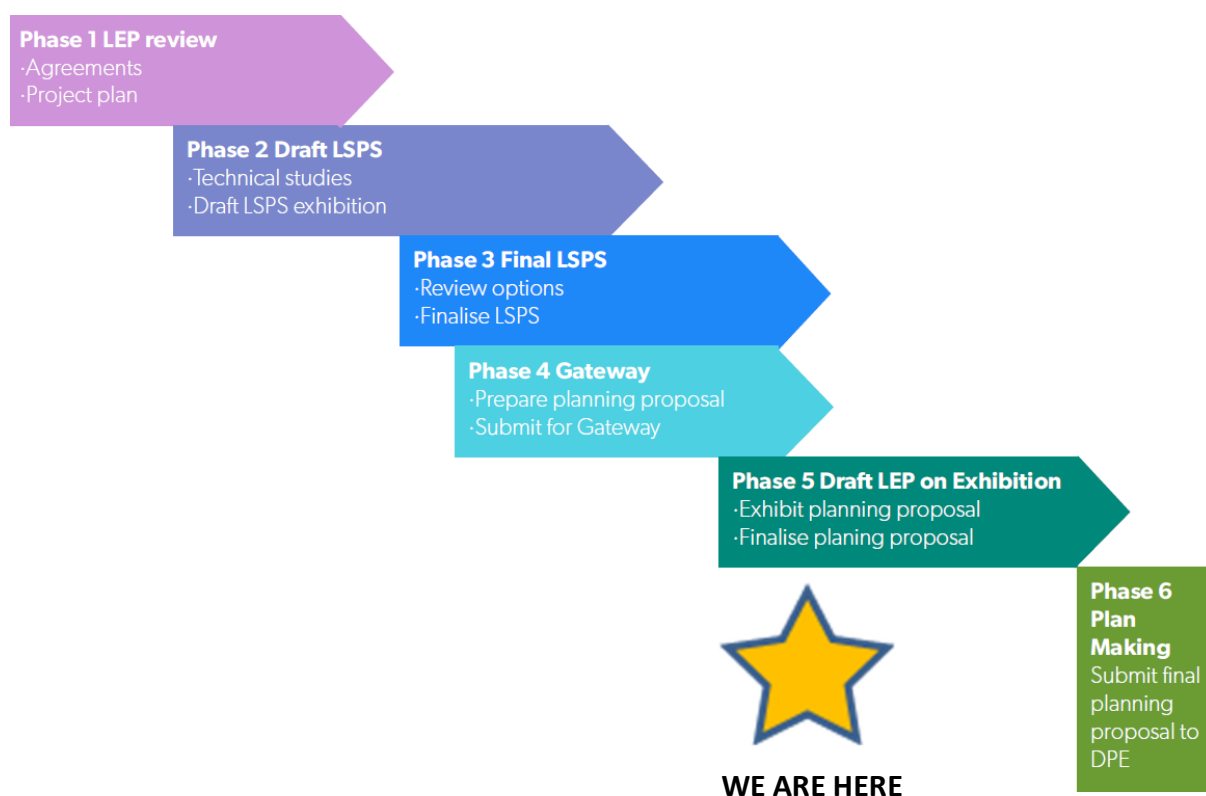 Phase 1 LEP review
·Agreements
·Project plan
Phase 2 Draft LSPS
·Technical studies
·Draft LSPS exhibition
Phase 3 Final LSPS
·Review options
·Finalise LSPS
Phase 4 Gateway
·Prepare planning proposal
·Submit for Gateway
Phase 5 Draft LEP on Exhibition
·Exhibit planning proposal
·Finalise planing proposal
Phase 6
Plan
Making
Submit final
planning
proposal to
DPE
WE ARE HERE